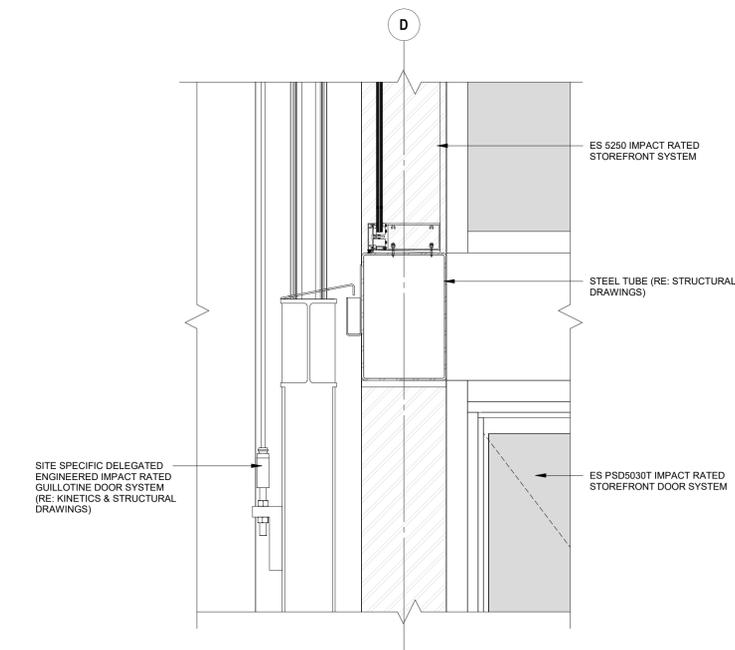 D
ES 5250 IMPACT RATED
STOREFRONT SYSTEM
STEEL TUBE (RE: STRUCTURAL
DRAWINGS)
SITE SPECIFIC DELEGATED
ENGINEERED IMPACT RATED
GUILLOTINE DOOR SYSTEM
(RE: KINETICS & STRUCTURAL
DRAWINGS)
ES PSD5030T IMPACT RATED
STOREFRONT DOOR SYSTEM